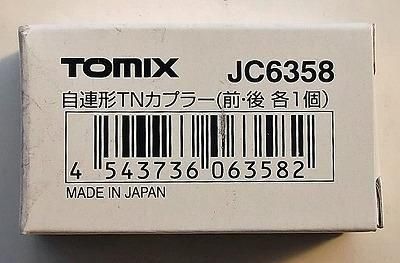 TOMIX JC6358
自連形TNカプラー(前・後 各1個)
4 543736 063582
MADE IN JAPAN